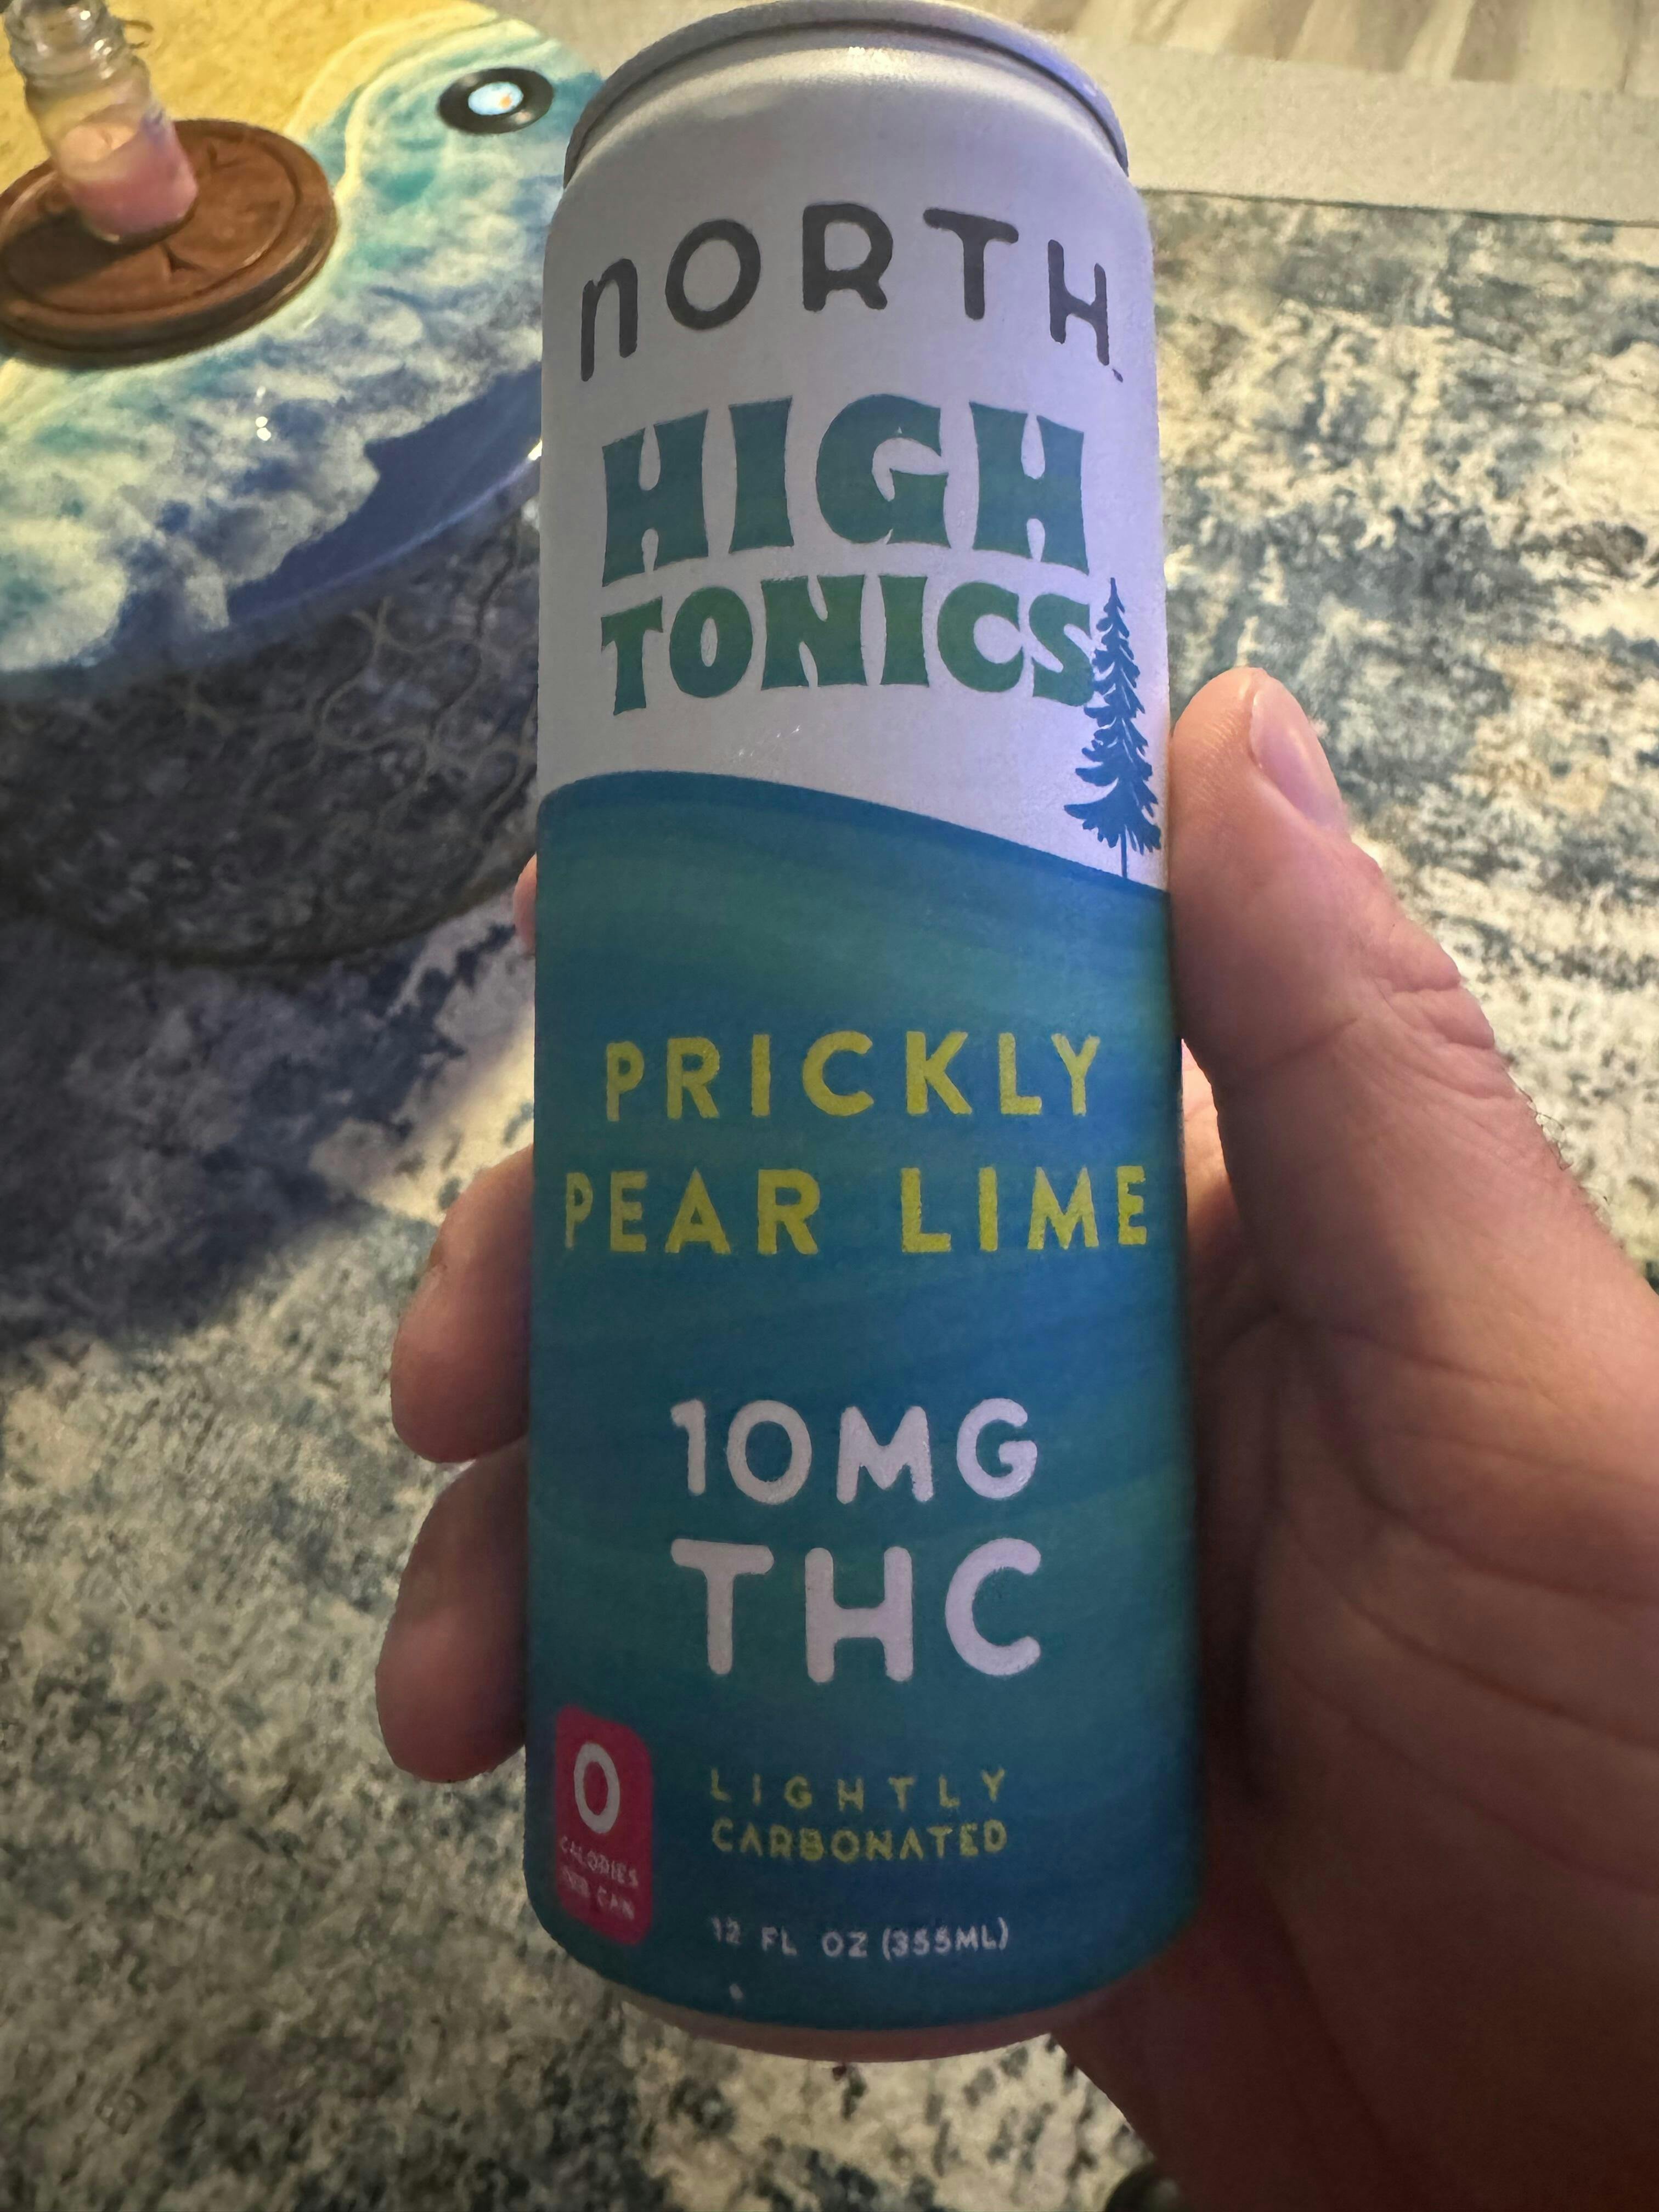 nORTH
HIGH
TONICS
PRICKLY
PEAR LIME
10MG
THC
0
CALORIES
PER CAN
LIGHTLY
CARBONATED
12 FL OZ (355ML)